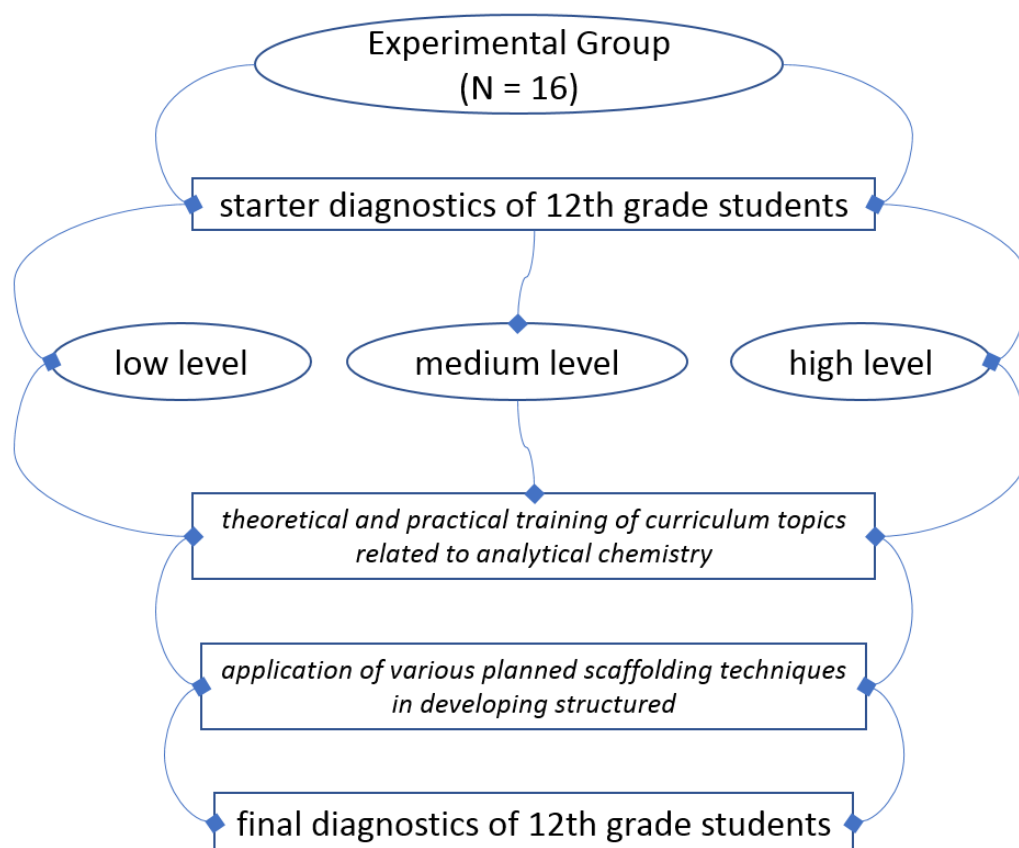 Experimental Group
(N = 16)
starter diagnostics of 12th grade students
low level
medium level
high level
theoretical and practical training of curriculum topics
related to analytical chemistry
application of various planned scaffolding techniques
in developing structured
final diagnostics of 12th grade students